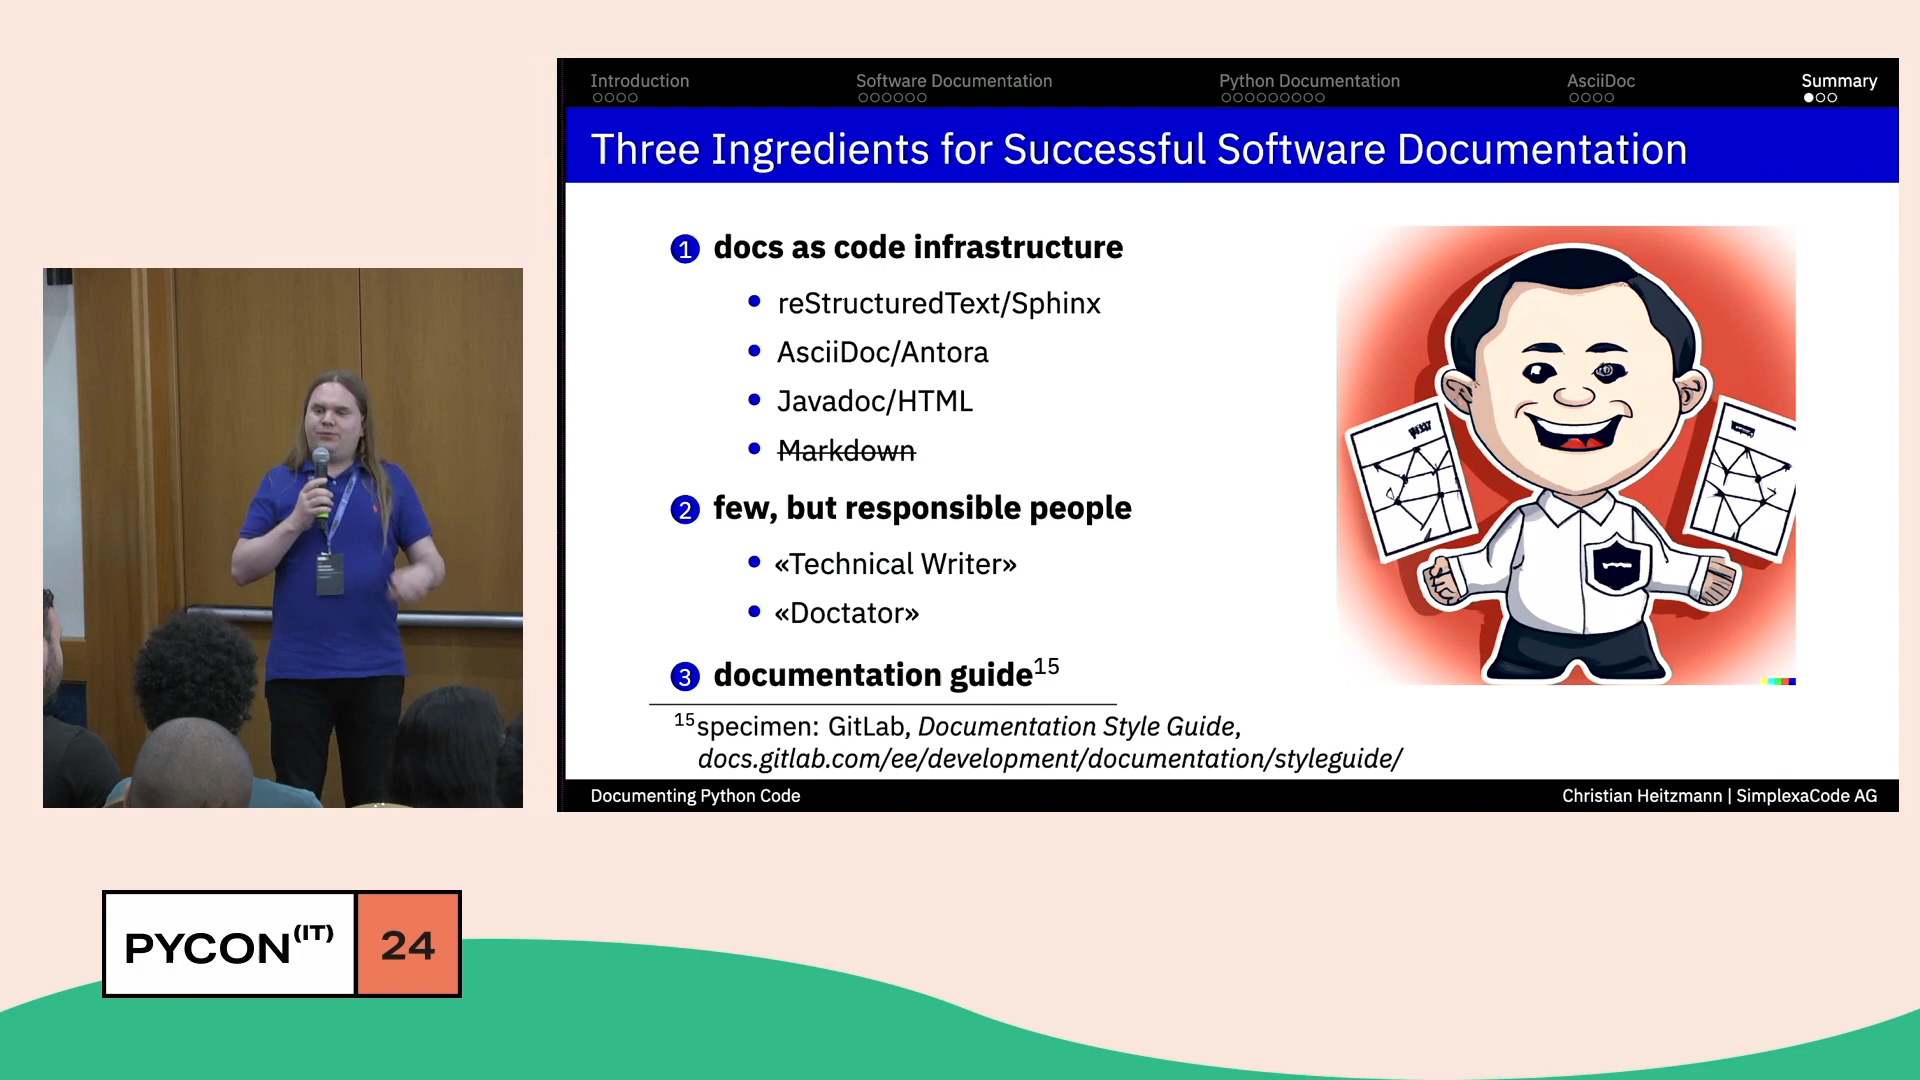 Introduction
Software Documentation
Python Documentation
AsciiDoc
Summary
Three Ingredients for Successful Software Documentation
1 docs as code infrastructure
• reStructuredText/Sphinx
• AsciiDoc/Antora
• Javadoc/HTML
• Markdown
2 few, but responsible people
• «Technical Writer»
• «Doctator»
3 documentation guide15
15specimen: GitLab, Documentation Style Guide,
docs.gitlab.com/ee/development/documentation/styleguide/
Documenting Python Code
Christian Heitzmann | SimplexaCode AG
PYCON(IT) 24